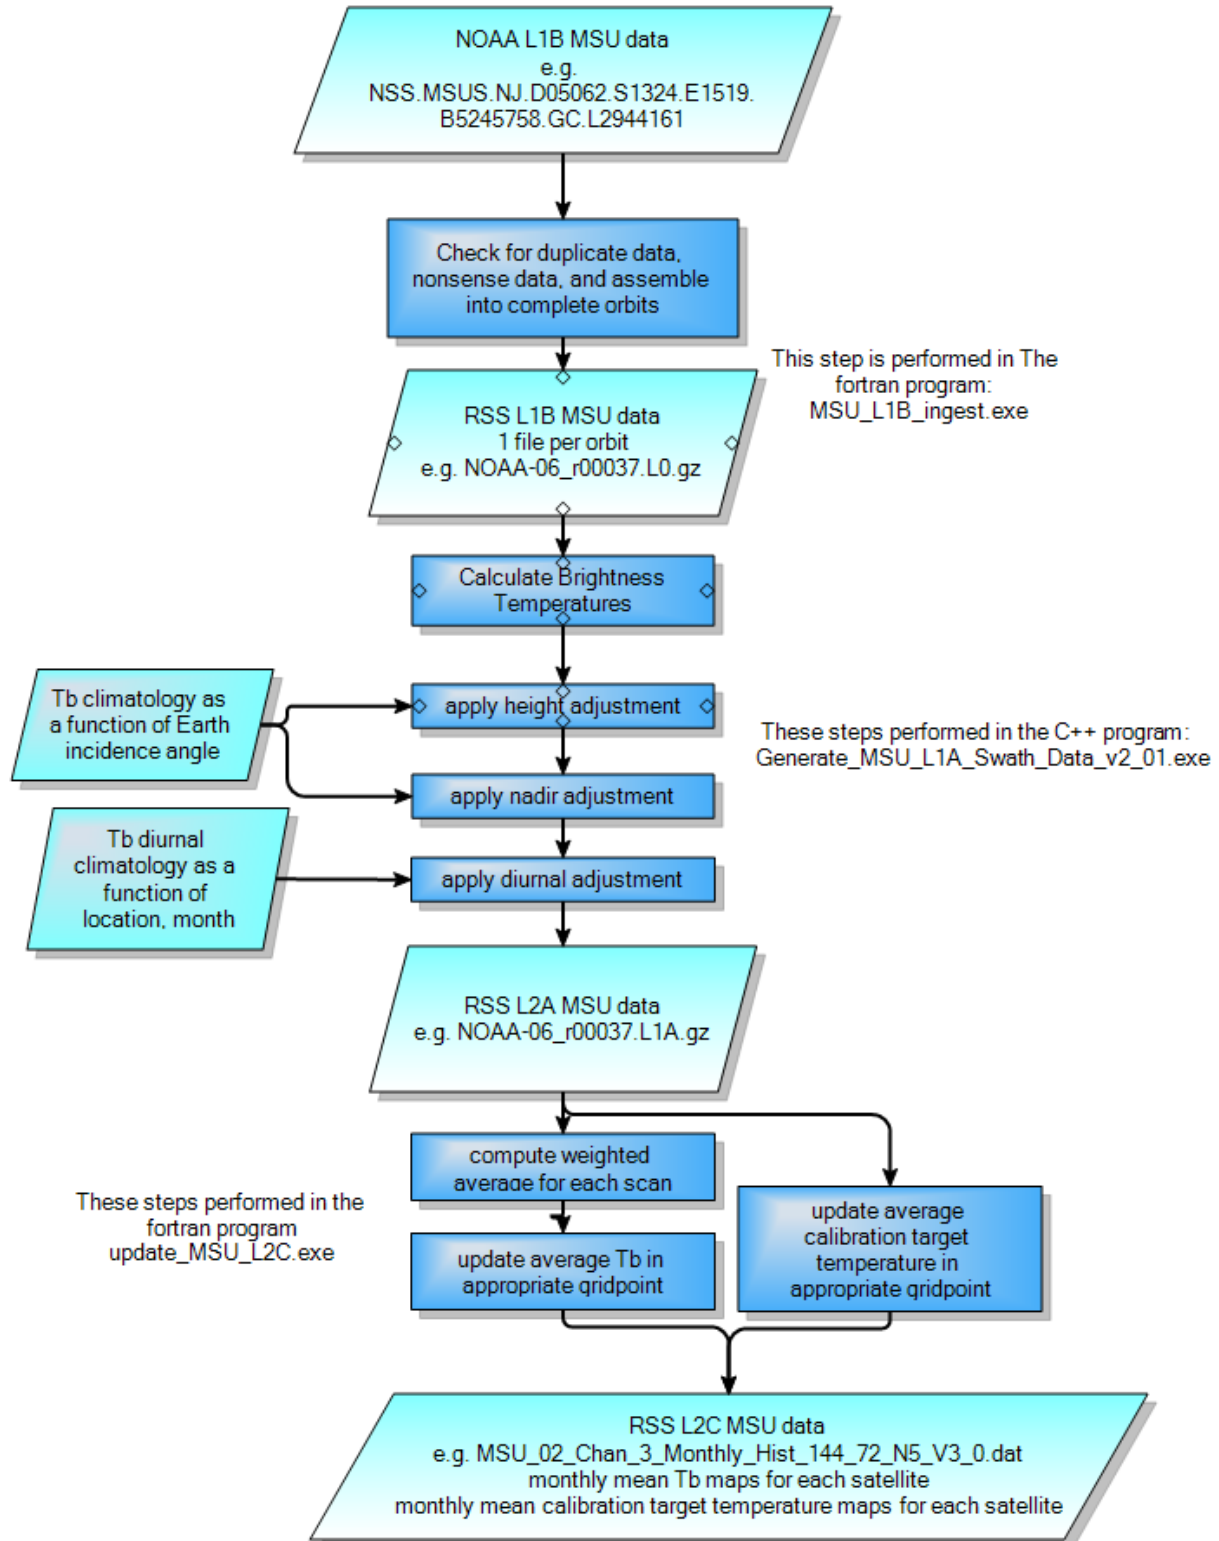 NOAA L1B MSU data
e.g.
NSS.MSUS.NJ.D05062.S1324.E1519.
B5245758.GC.L2944161
Check for duplicate data,
nonsense data, and assemble
into complete orbits
This step is performed in The
fortran program:
MSU_L1B_ingest.exe
RSS L1B MSU data
1 file per orbit
e.g. NOAA-06_r00037.L0.gz
Calculate Brightness
Temperatures
Tb climatology as
a function of Earth
incidence angle
apply height adjustment
These steps performed in the C++ program:
Generate_MSU_L1A_Swath_Data_v2_01.exe
apply nadir adjustment
Tb diurnal
climatology as a
function of
location, month
apply diurnal adjustment
RSS L2A MSU data
e.g. NOAA-06_r00037.L1A.gz
compute weighted
average for each scan
These steps performed in the
fortran program
update_MSU_L2C.exe
update average Tb in
appropriate gridpoint
update average
calibration target
temperature in
appropriate gridpoint
RSS L2C MSU data
e.g. MSU_02_Chan_3_Monthly_Hist_144_72_N5_V3_0.dat
monthly mean Tb maps for each satellite
monthly mean calibration target temperature maps for each satellite